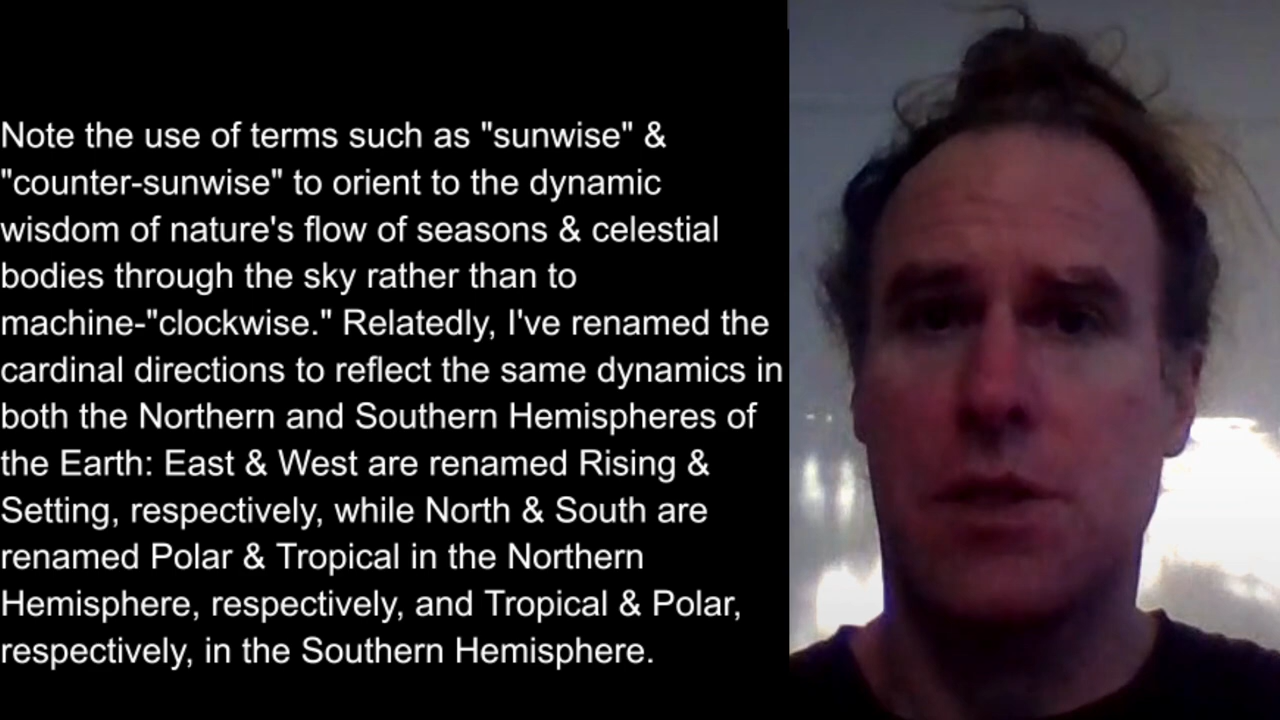 Note the use of terms such as "sunwise" &
"counter-sunwise" to orient to the dynamic
wisdom of nature's flow of seasons & celestial
bodies through the sky rather than to
machine-"clockwise." Relatedly, I've renamed the
cardinal directions to reflect the same dynamics in
both the Northern and Southern Hemispheres of
the Earth: East & West are renamed Rising &
Setting, respectively, while North & South are
renamed Polar & Tropical in the Northern
Hemisphere, respectively, and Tropical & Polar,
respectively, in the Southern Hemisphere.